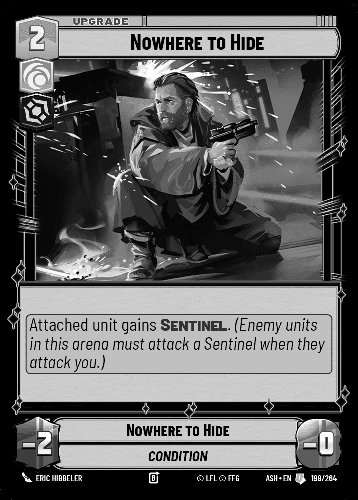 UPGRADE
2
NOWHERE TO HIDE
Attached unit gains SENTINEL. (Enemy units
in this arena must attack a Sentinel when they
attack you.)
-2
NOWHERE TO HIDE
-0
CONDITION
ERIC HIBBELER
© LFL © FFG
ASH • EN
198/264